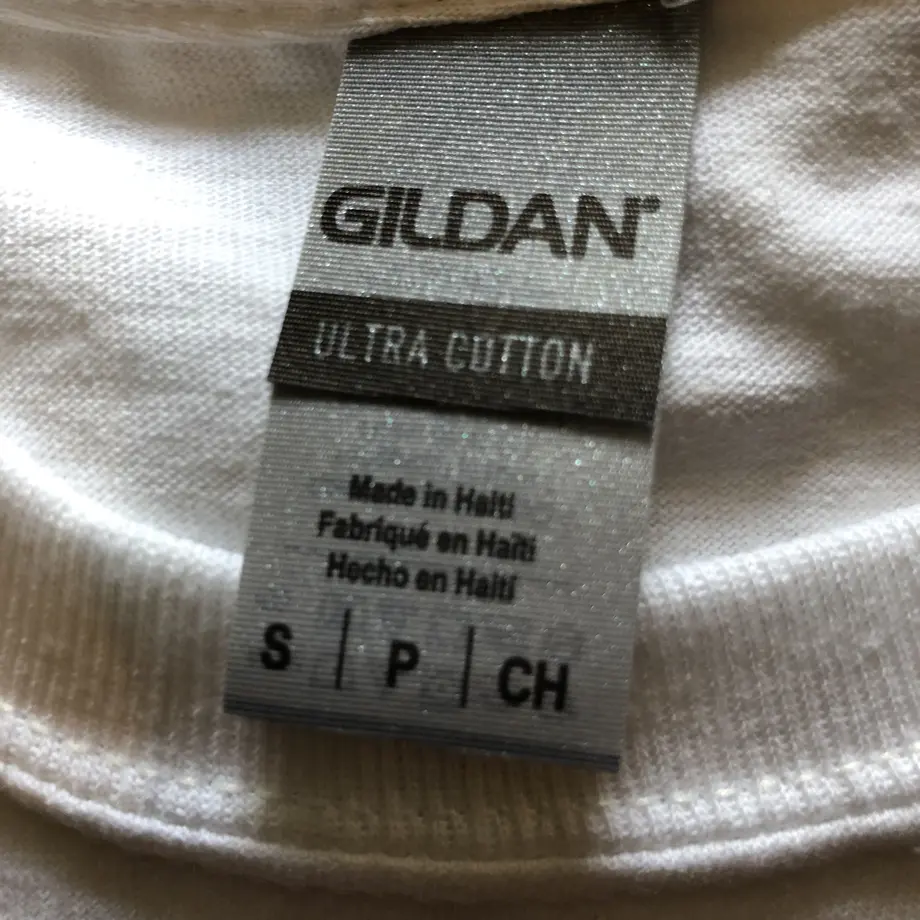 GILDAN
ULTRA COTTON
Made in Haiti
Fabriqué en Haïti
Hecho en Haití
S | P | CH